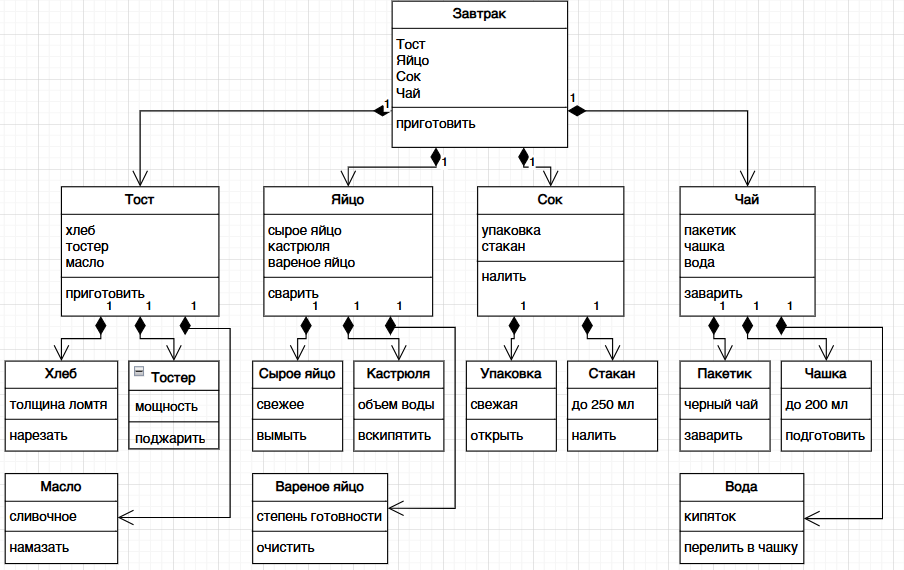 Завтрак
Тост
Яйцо
Сок
Чай
приготовить
1
1
1
1
Тост
хлеб
тостер
масло
приготовить
1
1
1
Яйцо
сырое яйцо
кастрюля
вареное яйцо
сварить
1
1
1
Сок
упаковка
стакан
налить
1
1
Чай
пакетик
чашка
вода
заварить
1
1
1
Хлеб
толщина ломтя
нарезать
Тостер
мощность
поджарить
Сырое яйцо
свежее
вымыть
Кастрюля
объем воды
вскипятить
Упаковка
свежая
открыть
Стакан
до 250 мл
налить
Пакетик
черный чай
заварить
Чашка
до 200 мл
подготовить
Масло
сливочное
намазать
Вареное яйцо
степень готовности
очистить
Вода
кипяток
перелить в чашку